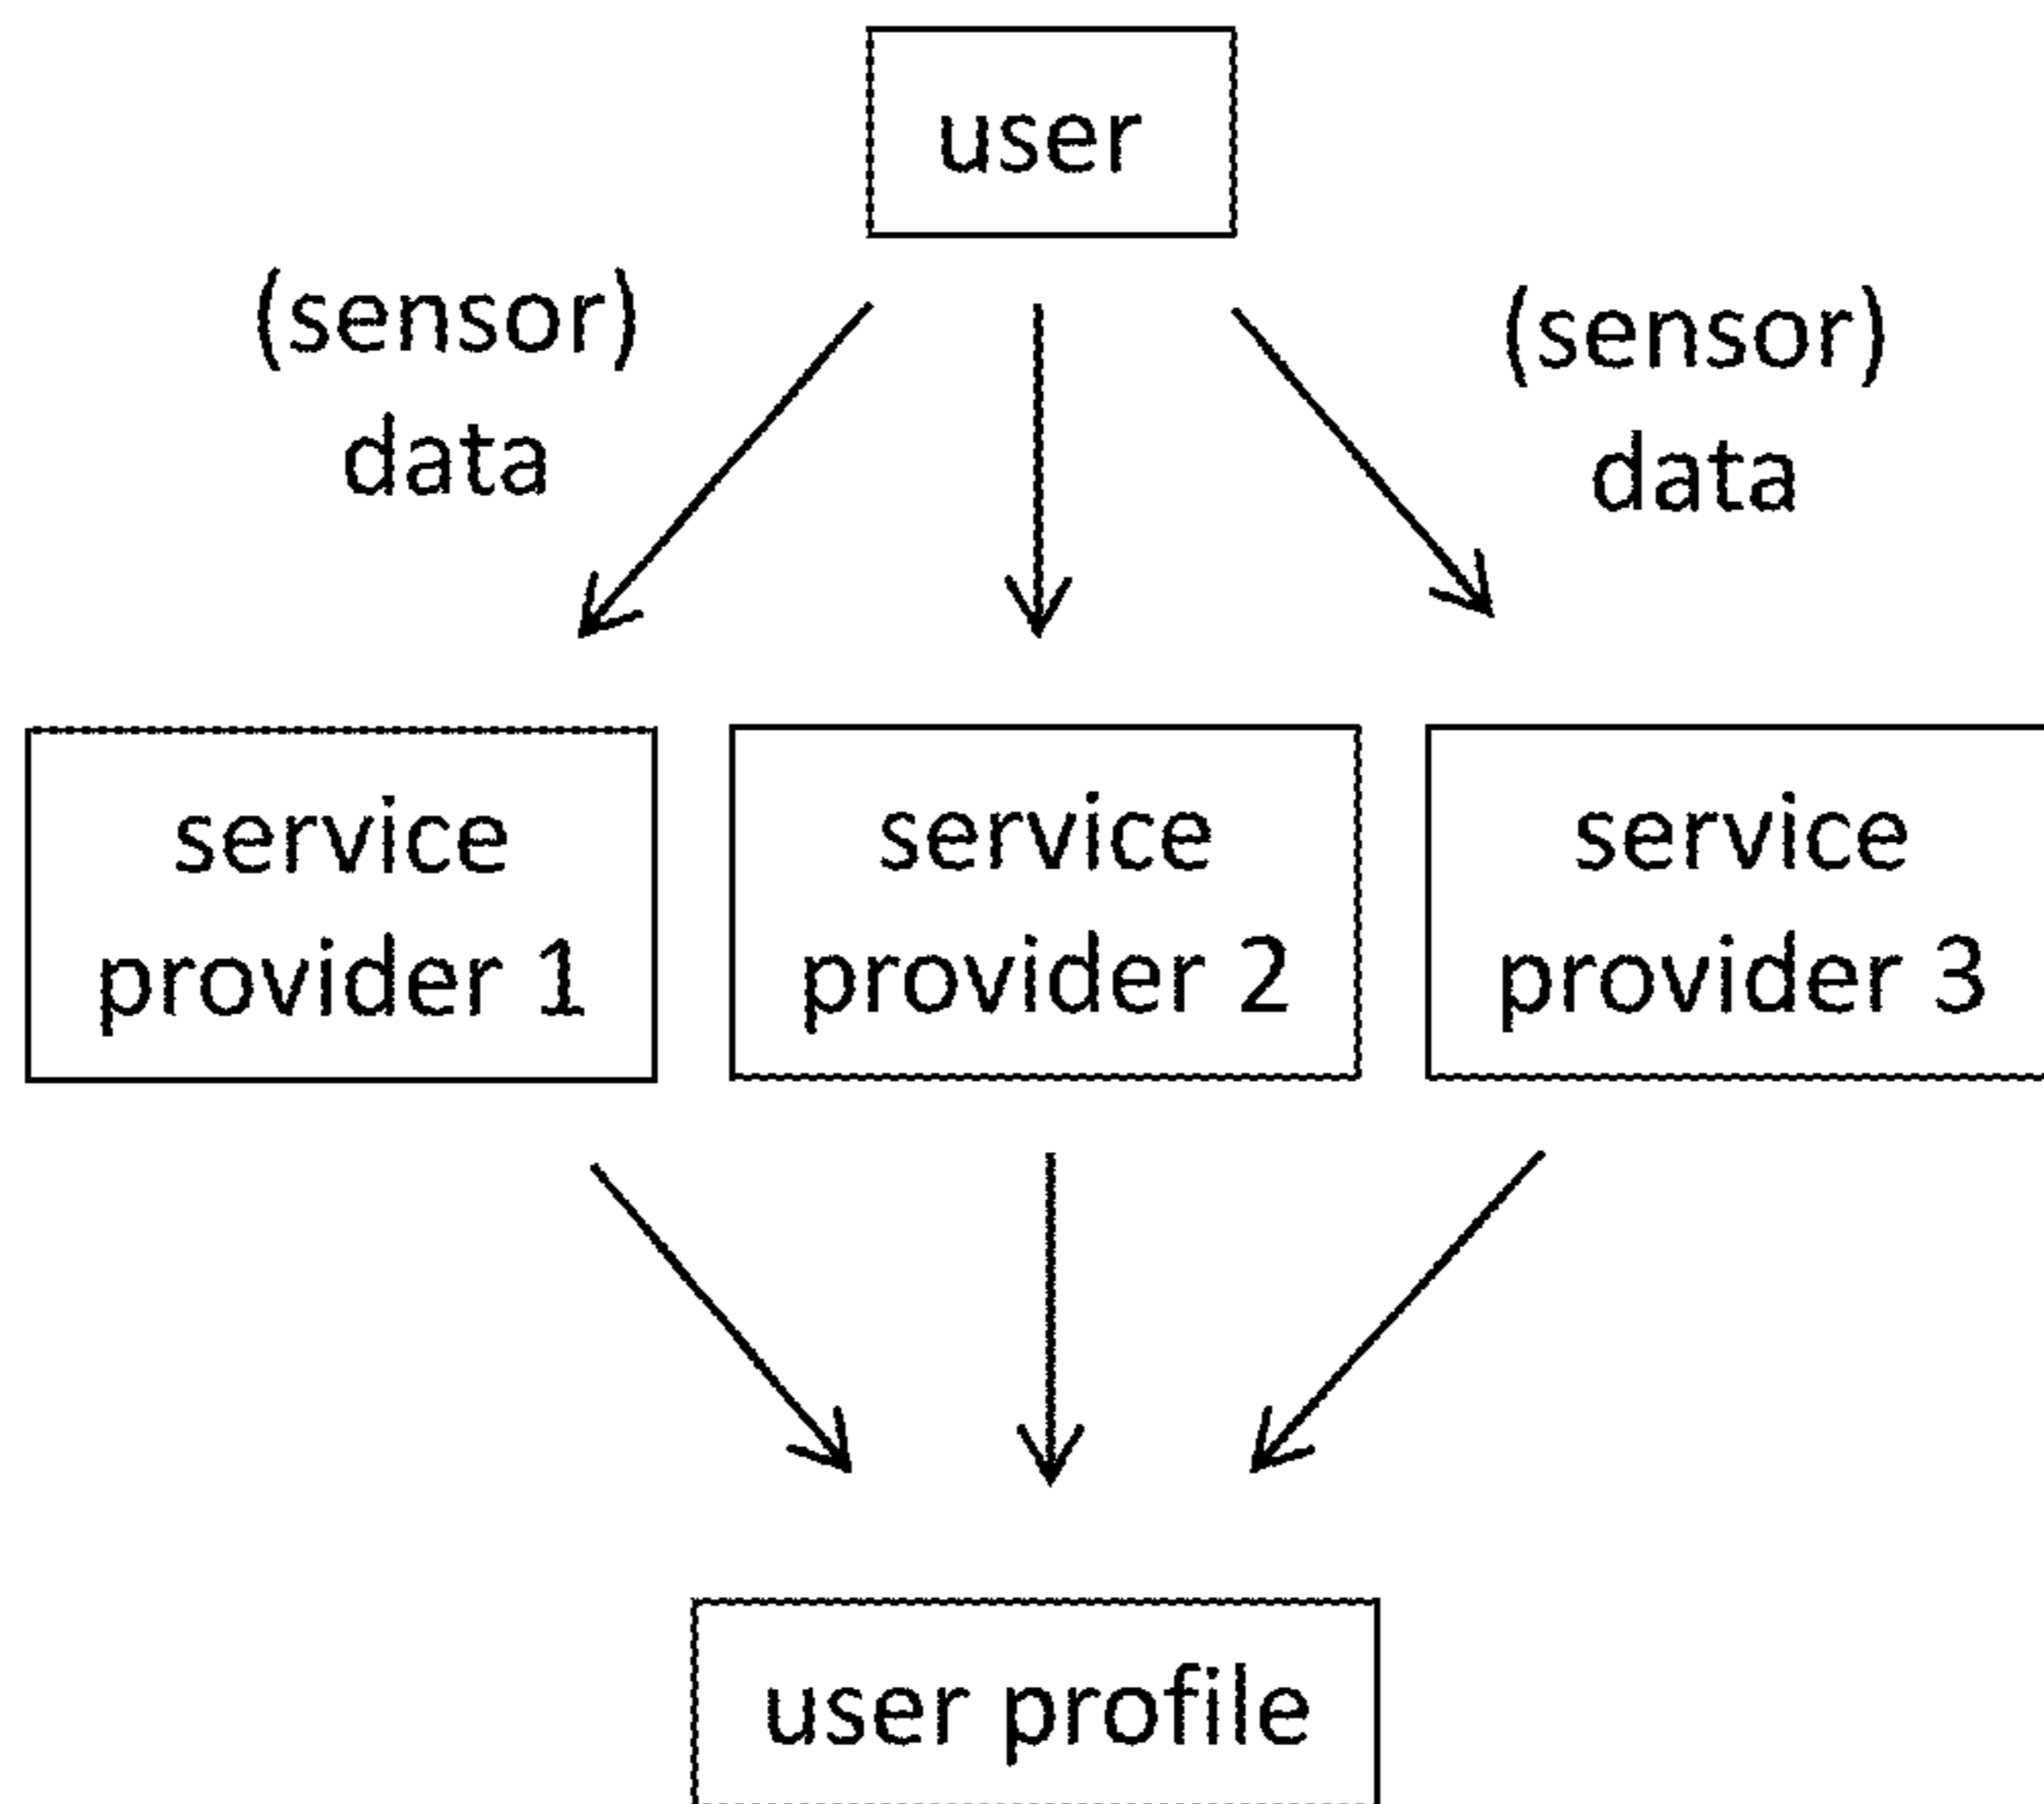 user
(sensor)
data
(sensor)
data
service
provider 1
service
provider 2
service
provider 3
user profile